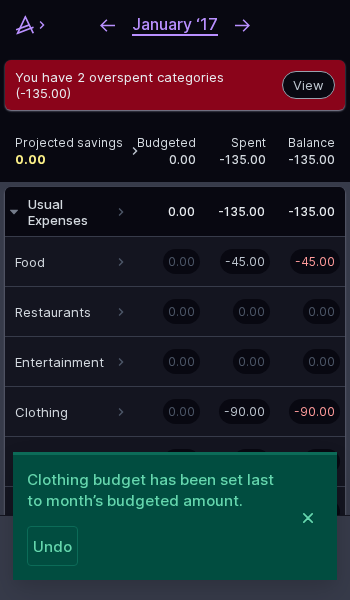 January ‘17
You have 2 overspent categories
(-135.00)
View
Projected savings Budgeted Spent Balance
0.00 0.00 -135.00 -135.00
Usual
Expenses
0.00 -135.00 -135.00
Food 0.00 -45.00 -45.00
Restaurants 0.00 0.00 0.00
Entertainment 0.00 0.00 0.00
Clothing 0.00 -90.00 -90.00
Clothing budget has been set last
to month’s budgeted amount.
Undo